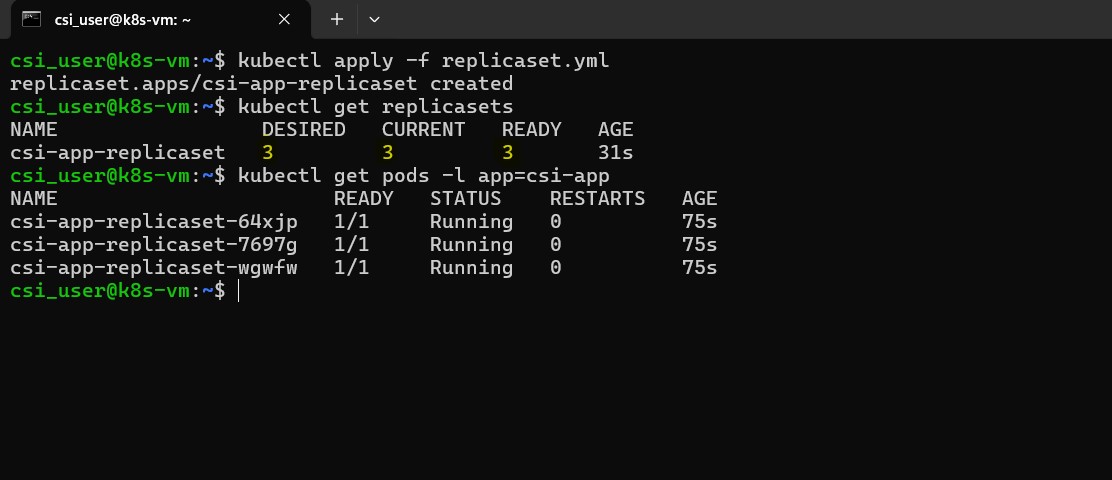 csi_user@k8s-vm: ~
csi_user@k8s-vm:~$ kubectl apply -f replicaset.yml
replicaset.apps/csi-app-replicaset created
csi_user@k8s-vm:~$ kubectl get replicasets
NAME                 DESIRED   CURRENT   READY   AGE
csi-app-replicaset   3         3         3       31s
csi_user@k8s-vm:~$ kubectl get pods -l app=csi-app
NAME                       READY   STATUS    RESTARTS   AGE
csi-app-replicaset-64xjp   1/1     Running   0          75s
csi-app-replicaset-7697g   1/1     Running   0          75s
csi-app-replicaset-wgwfw   1/1     Running   0          75s
csi_user@k8s-vm:~$